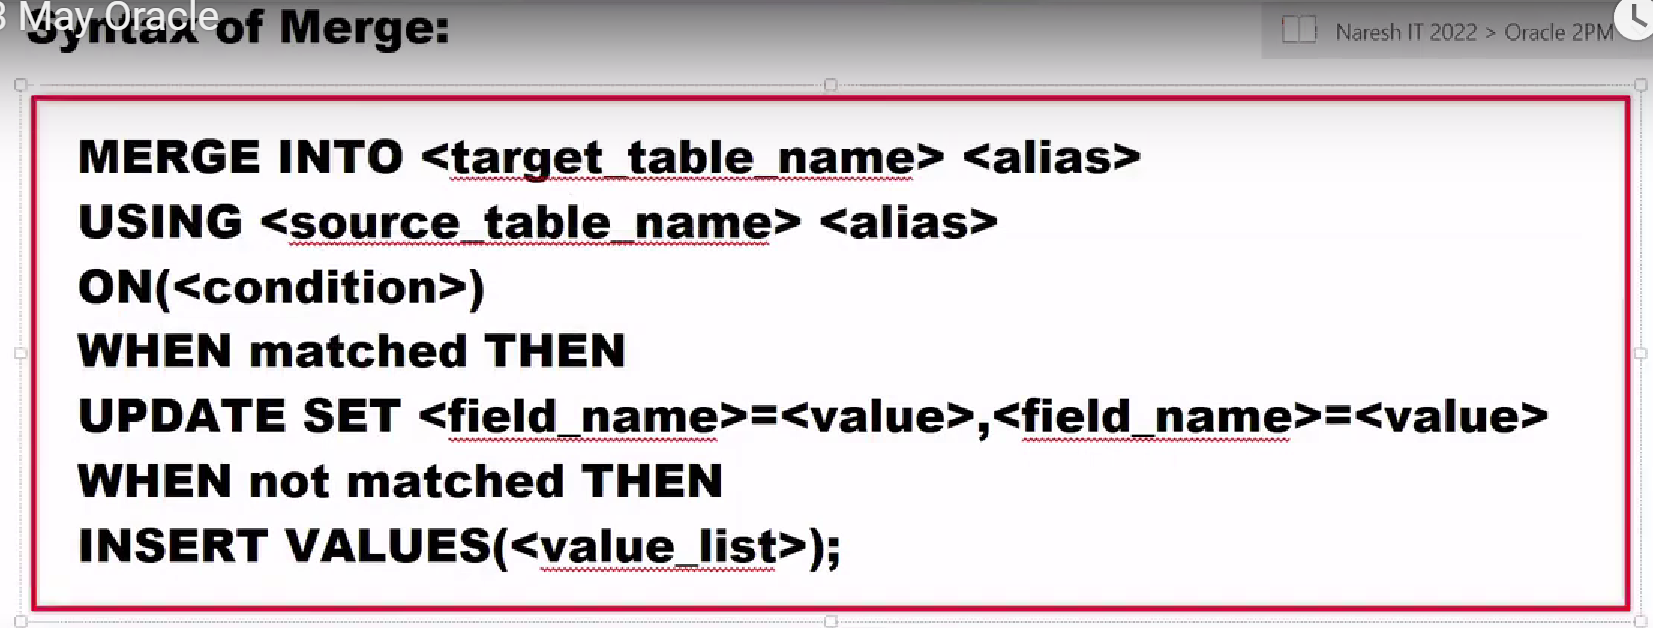 3 May Oracle
Syntax of Merge:
Naresh IT 2022 > Oracle 2PM
MERGE INTO <target_table_name> <alias>
USING <source_table_name> <alias>
ON(<condition>)
WHEN matched THEN
UPDATE SET <field_name>=<value>,<field_name>=<value>
WHEN not matched THEN
INSERT VALUES(<value_list>);